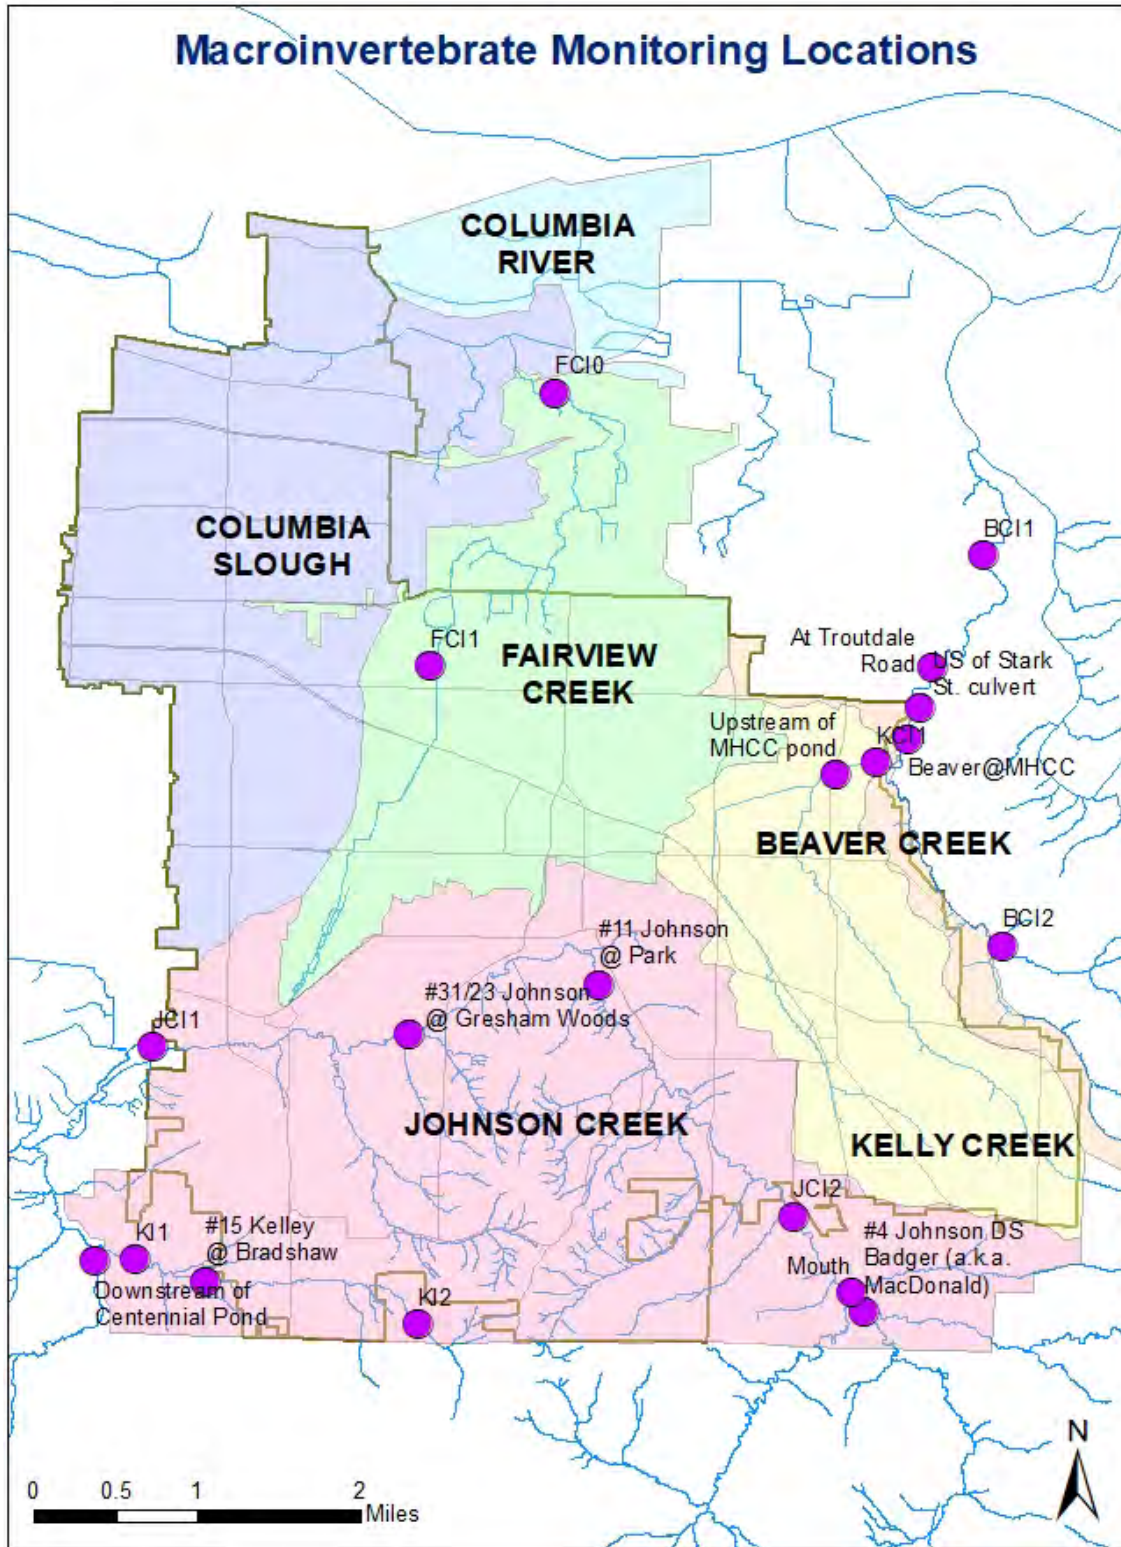 Macroinvertebrate Monitoring Locations
COLUMBIA
RIVER
FCI0
COLUMBIA
SLOUGH
BCI1
FCI1
FAIRVIEW
CREEK
At Troutdale
Road
US of Stark
St. culvert
Upstream of
MHCC pond
KCI1
Beaver@MHCC
BEAVER CREEK
BCI2
#11 Johnson
@ Park
#31/23 Johnson
@ Gresham Woods
JCI1
JOHNSON CREEK
KELLY CREEK
JCI2
KI1
#15 Kelley
@ Bradshaw
#4 Johnson DS
Badger (a.k.a.
MacDonald)
Mouth
Downstream of
Centennial Pond
KI2
N
0 0.5 1 2
Miles